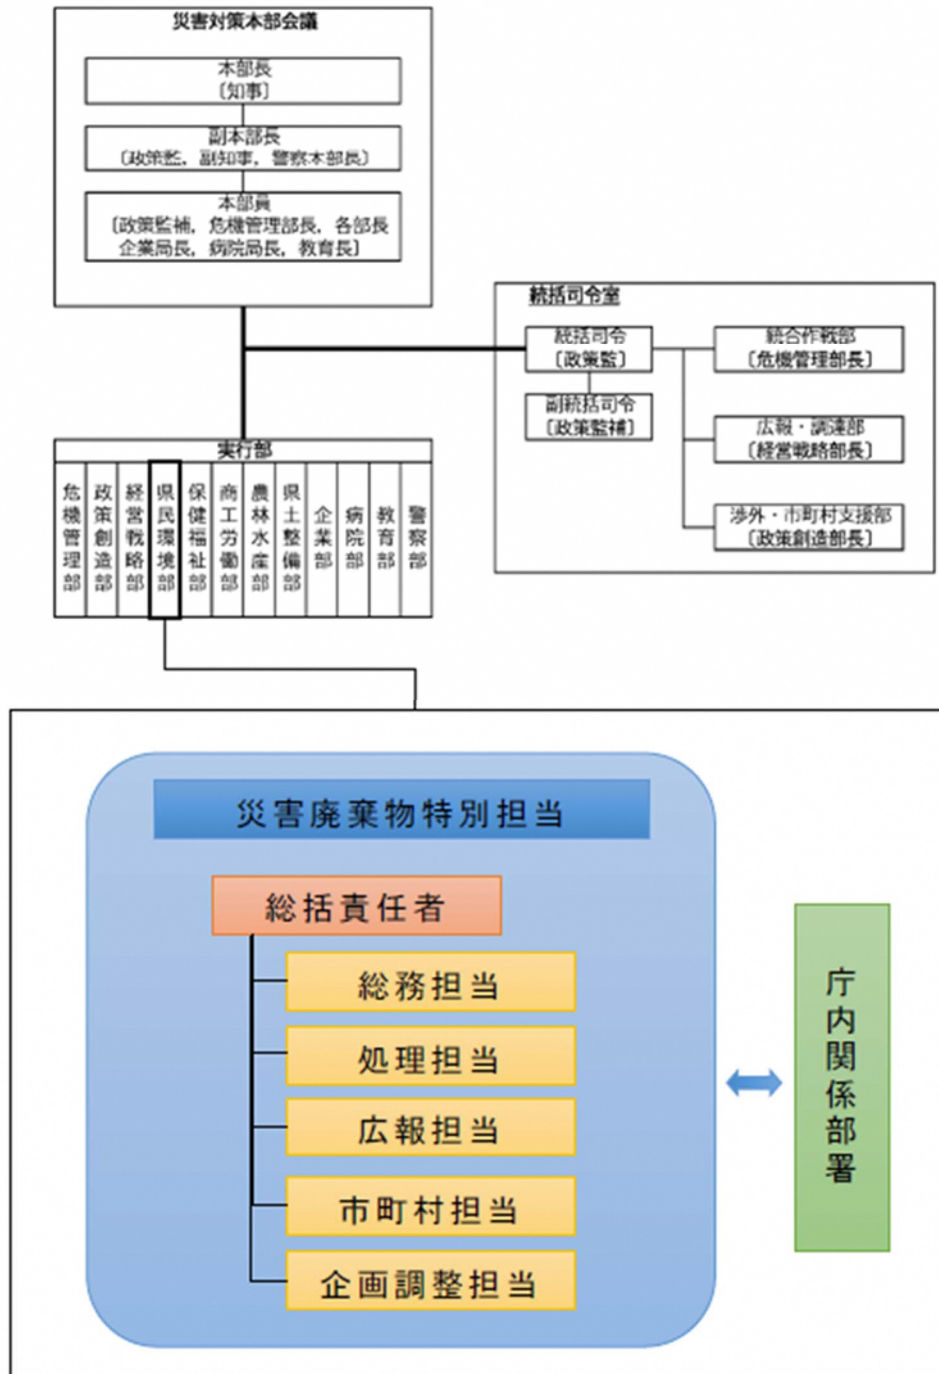 災害対策本部会議
本部長
〔知事〕
副本部長
〔政策監，副知事，警察本部長〕
本部員
〔政策監補，危機管理部長，各部長
企業局長，病院局長，教育長〕
統括司令室
統括司令
〔政策監〕
副統括司令
〔政策監補〕
統合作戦部
〔危機管理部長〕
広報・調達部
〔経営戦略部長〕
渉外・市町村支援部
〔政策創造部長〕
実行部
危機管理部
政策創造部
経営戦略部
県民環境部
保健福祉部
商工労働部
農林水産部
県土整備部
企業部
病院部
教育部
警察部
災害廃棄物特別担当
総括責任者
総務担当
処理担当
広報担当
市町村担当
企画調整担当
庁内関係部署